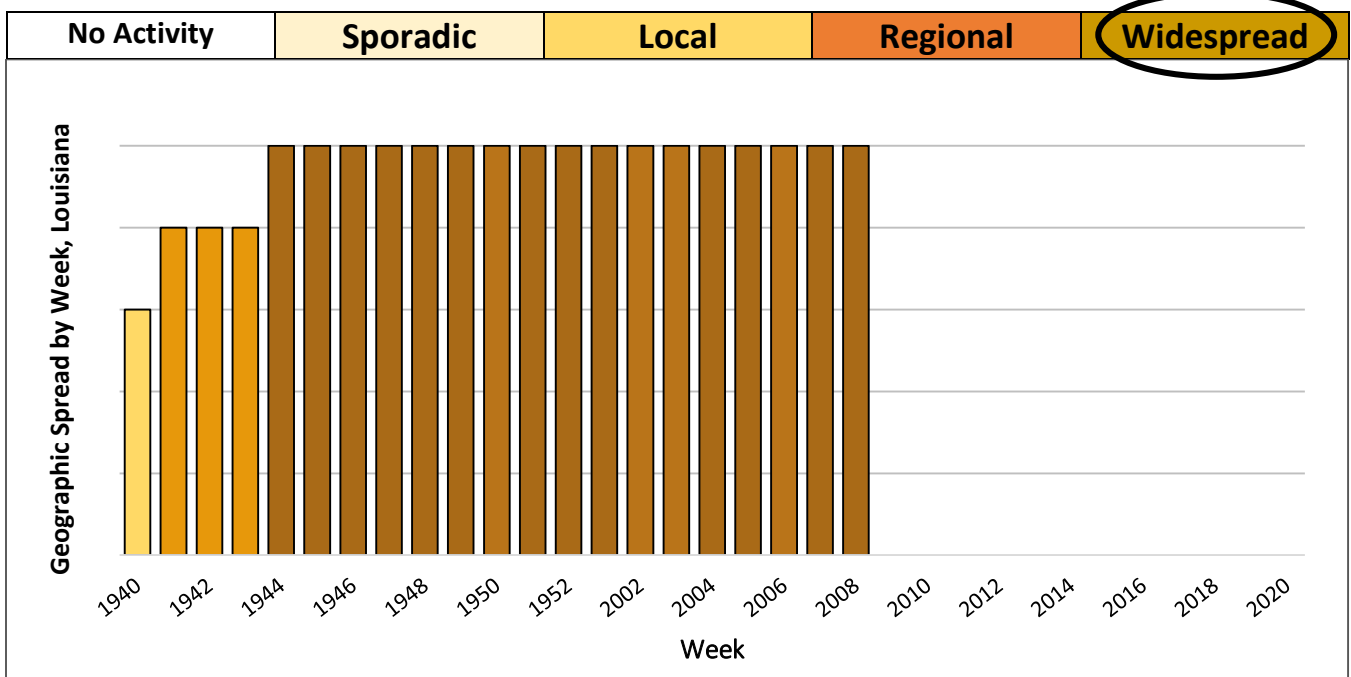 No Activity Sporadic Local Regional Widespread
Geographic Spread by Week, Louisiana
1940 1942 1944 1946 1948 1950 1952 2002 2004 2006 2008 2010 2012 2014 2016 2018 2020
Week